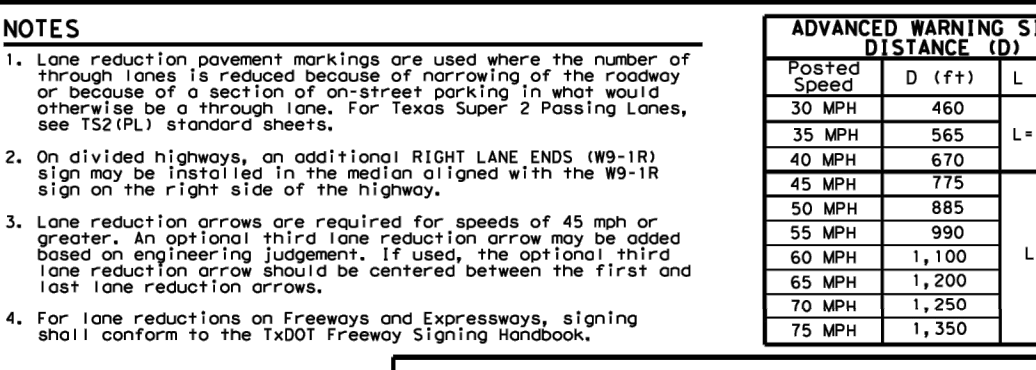 NOTES
1. Lane reduction pavement markings are used where the number of
through lanes is reduced because of narrowing of the roadway
or because of a section of on-street parking in what would
otherwise be a through lane. For Texas Super 2 Passing Lanes,
see TS2(PL) standard sheets.
2. On divided highways, an additional RIGHT LANE ENDS (W9-1R)
sign may be installed in the median aligned with the W9-1R
sign on the right side of the highway.
3. Lane reduction arrows are required for speeds of 45 mph or
greater. An optional third lane reduction arrow may be added
based on engineering judgement. If used, the optional third
lane reduction arrow should be centered between the first and
last lane reduction arrows.
4. For lane reductions on Freeways and Expressways, signing
shall conform to the TxDOT Freeway Signing Handbook.
ADVANCED WARNING SI
DISTANCE (D)
Posted Speed D (ft) L
30 MPH 460
35 MPH 565 L=
40 MPH 670
45 MPH 775
50 MPH 885
55 MPH 990
60 MPH 1,100 L
65 MPH 1,200
70 MPH 1,250
75 MPH 1,350